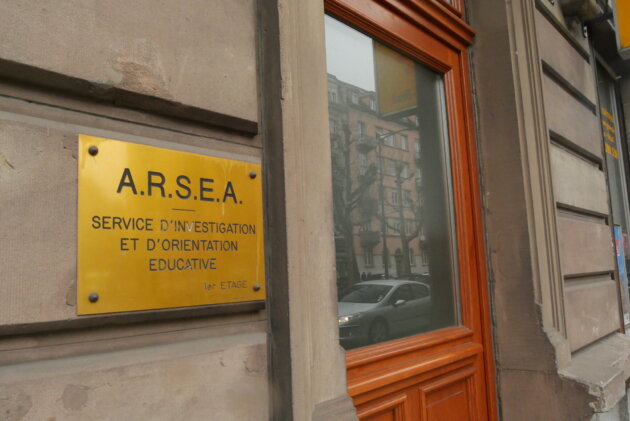 A.R.S.E.A.
SERVICE D'INVESTIGATION
ET D'ORIENTATION
EDUCATIVE
1er ETAGE